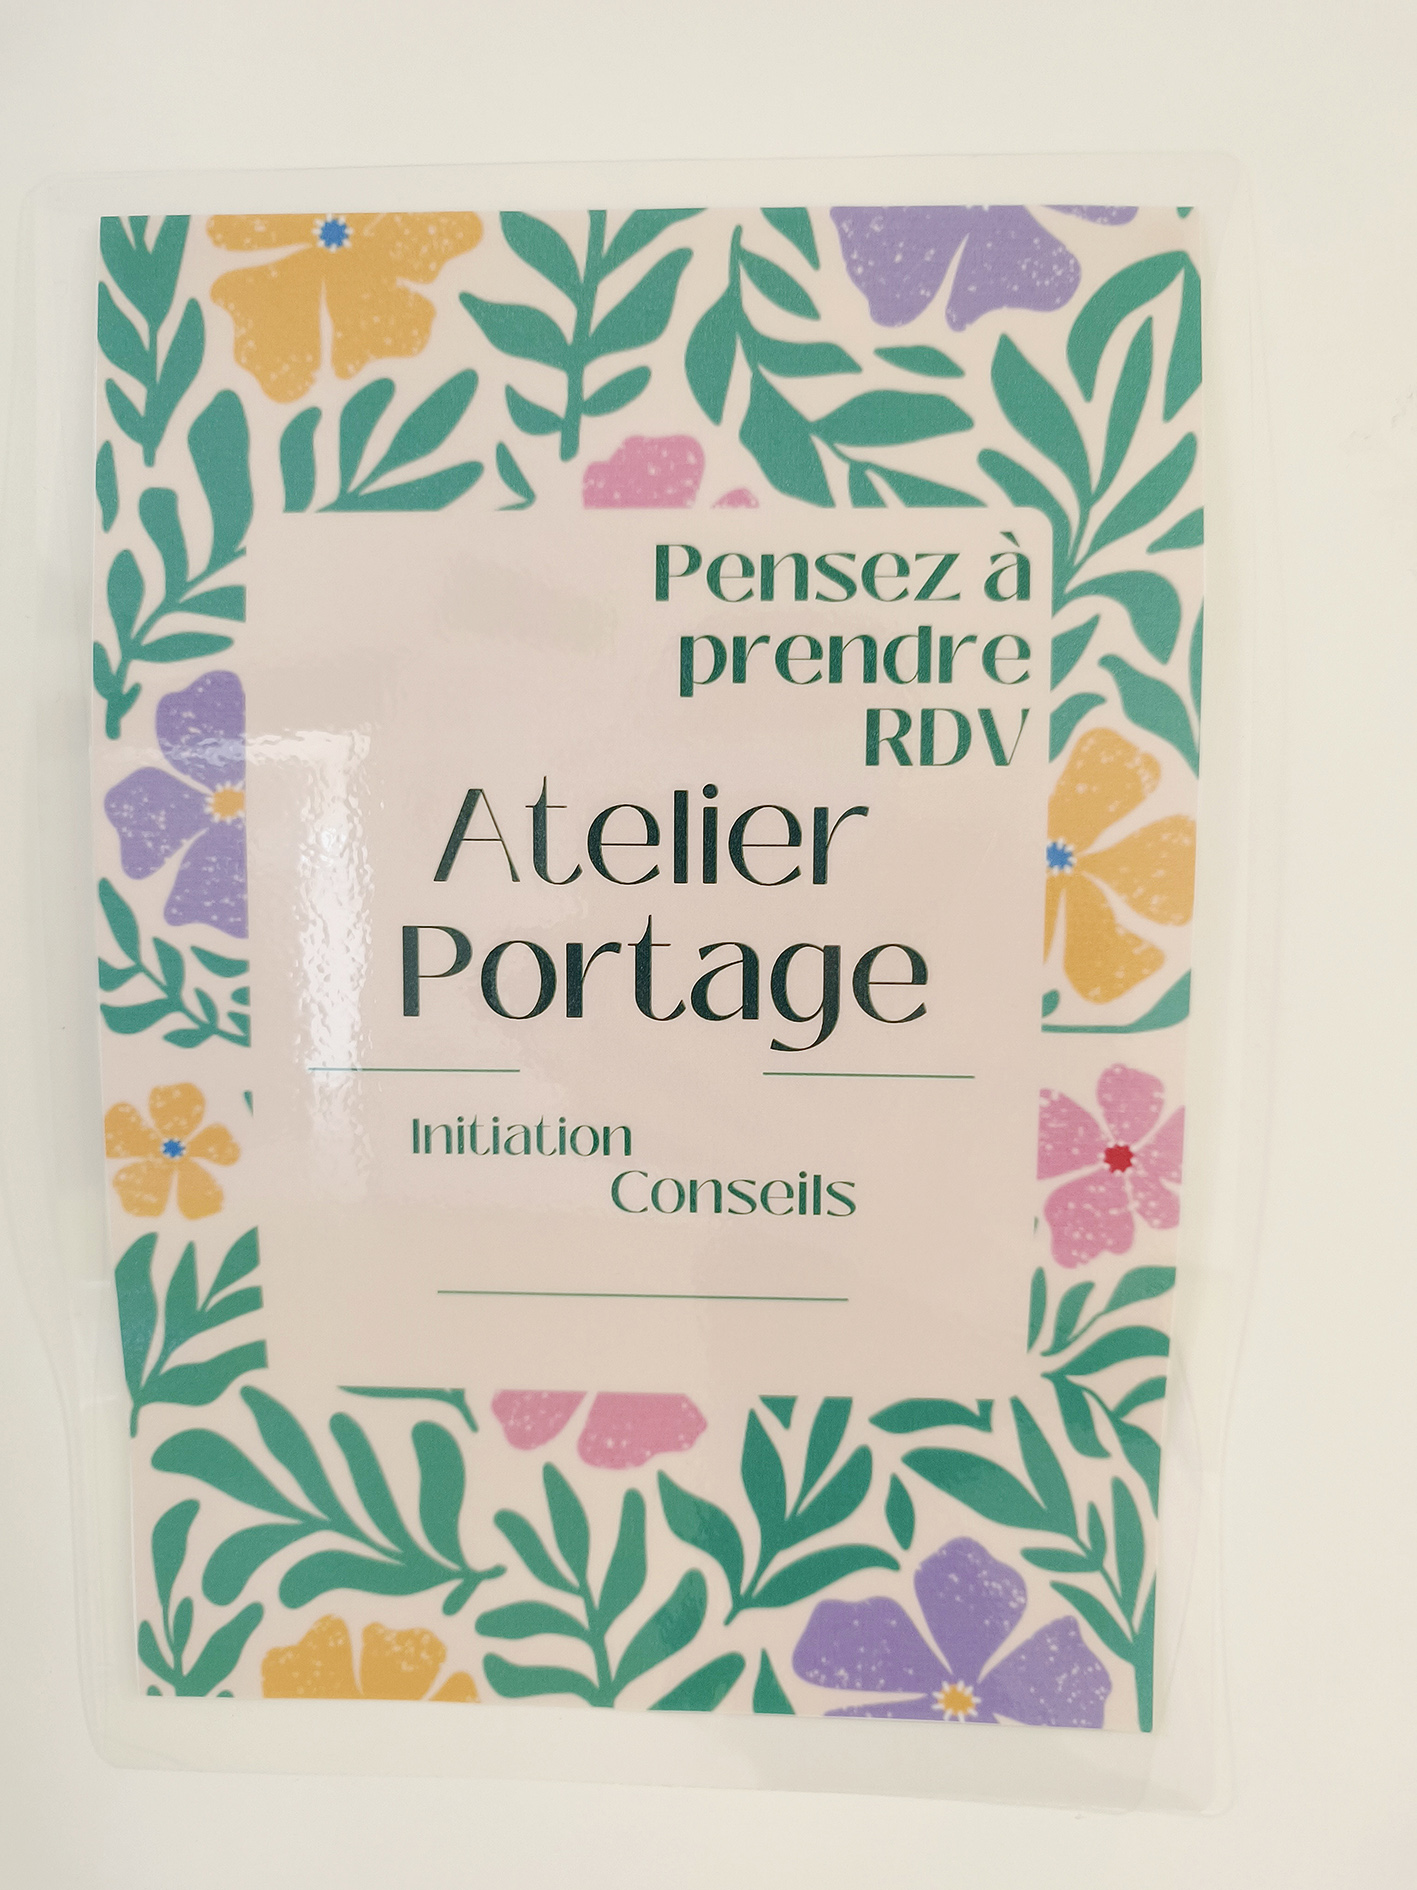 Pensez à
prendre
RDV
Atelier
Portage
Initiation
Conseils